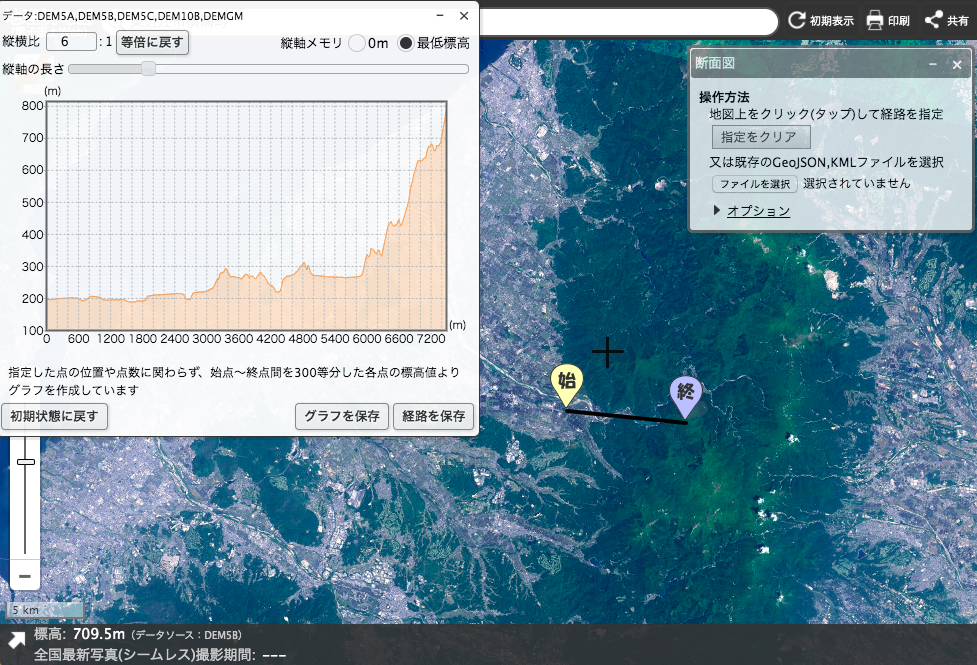 データ:DEM5A,DEM5B,DEM5C,DEM10B,DEMGM
縦横比 6 : 1 等倍に戻す 縦軸メモリ 0m 最低標高
縦軸の長さ
(m)
800
700
600
500
400
300
200
100
0 600 1200 1800 2400 3000 3600 4200 4800 5400 6000 6600 7200 (m)
指定した点の位置や点数に関わらず、始点〜終点間を300等分した各点の標高値より
グラフを作成しています
初期状態に戻す グラフを保存 経路を保存
初期表示 印刷 共有
断面図
操作方法
地図上をクリック(タップ)して経路を指定
指定をクリア
又は既存のGeoJSON,KMLファイルを選択
ファイルを選択 選択されていません
オプション
始
終
5 km
標高: 709.5m (データソース：DEM5B)
全国最新写真(シームレス)撮影期間: ---